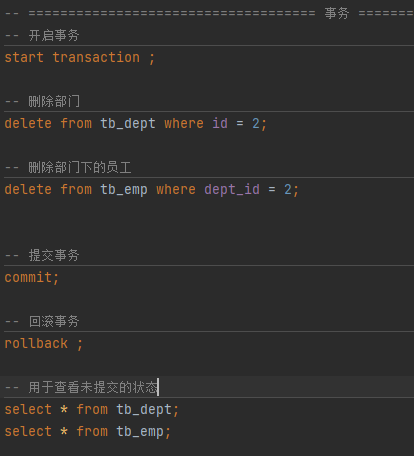 -- ==================================== 事务 =======
-- 开启事务
start transaction ;
-- 删除部门
delete from tb_dept where id = 2;
-- 删除部门下的员工
delete from tb_emp where dept_id = 2;
-- 提交事务
commit;
-- 回滚事务
rollback ;
-- 用于查看未提交的状态
select * from tb_dept;
select * from tb_emp;